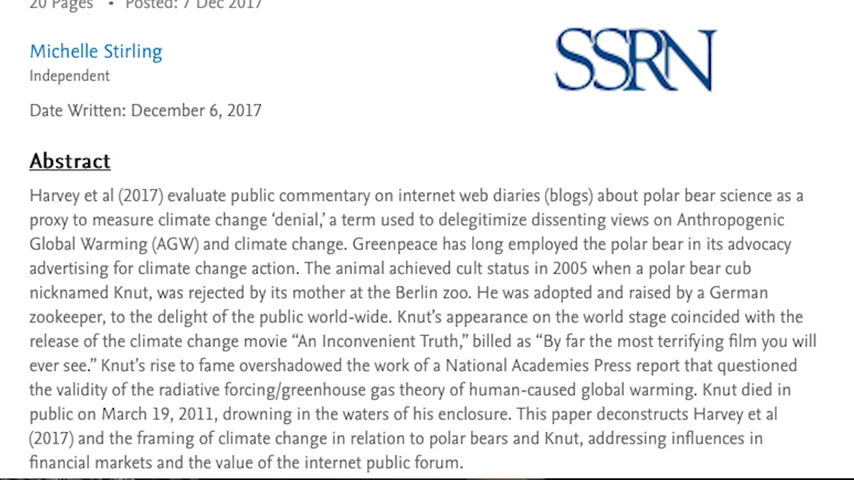 20 Pages • Posted: 7 Dec 2017
Michelle Stirling
SSRN
Independent
Date Written: December 6, 2017
Abstract
Harvey et al (2017) evaluate public commentary on internet web diaries (blogs) about polar bear science as a
proxy to measure climate change ‘denial,’ a term used to delegitimize dissenting views on Anthropogenic
Global Warming (AGW) and climate change. Greenpeace has long employed the polar bear in its advocacy
advertising for climate change action. The animal achieved cult status in 2005 when a polar bear cub
nicknamed Knut, was rejected by its mother at the Berlin zoo. He was adopted and raised by a German
zookeeper, to the delight of the public world-wide. Knut’s appearance on the world stage coincided with the
release of the climate change movie “An Inconvenient Truth,” billed as “By far the most terrifying film you will
ever see.” Knut’s rise to fame overshadowed the work of a National Academies Press report that questioned
the validity of the radiative forcing/greenhouse gas theory of human-caused global warming. Knut died in
public on March 19, 2011, drowning in the waters of his enclosure. This paper deconstructs Harvey et al
(2017) and the framing of climate change in relation to polar bears and Knut, addressing influences in
financial markets and the value of the internet public forum.